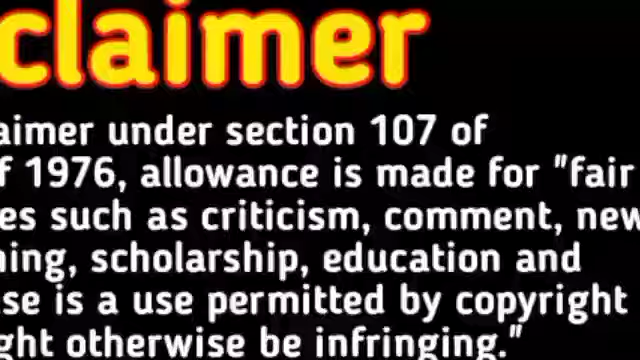 claimer
aimer under section 107 of
f 1976, allowance is made for "fair
es such as criticism, comment, new
ning, scholarship, education and
se is a use permitted by copyright
ght otherwise be infringing."